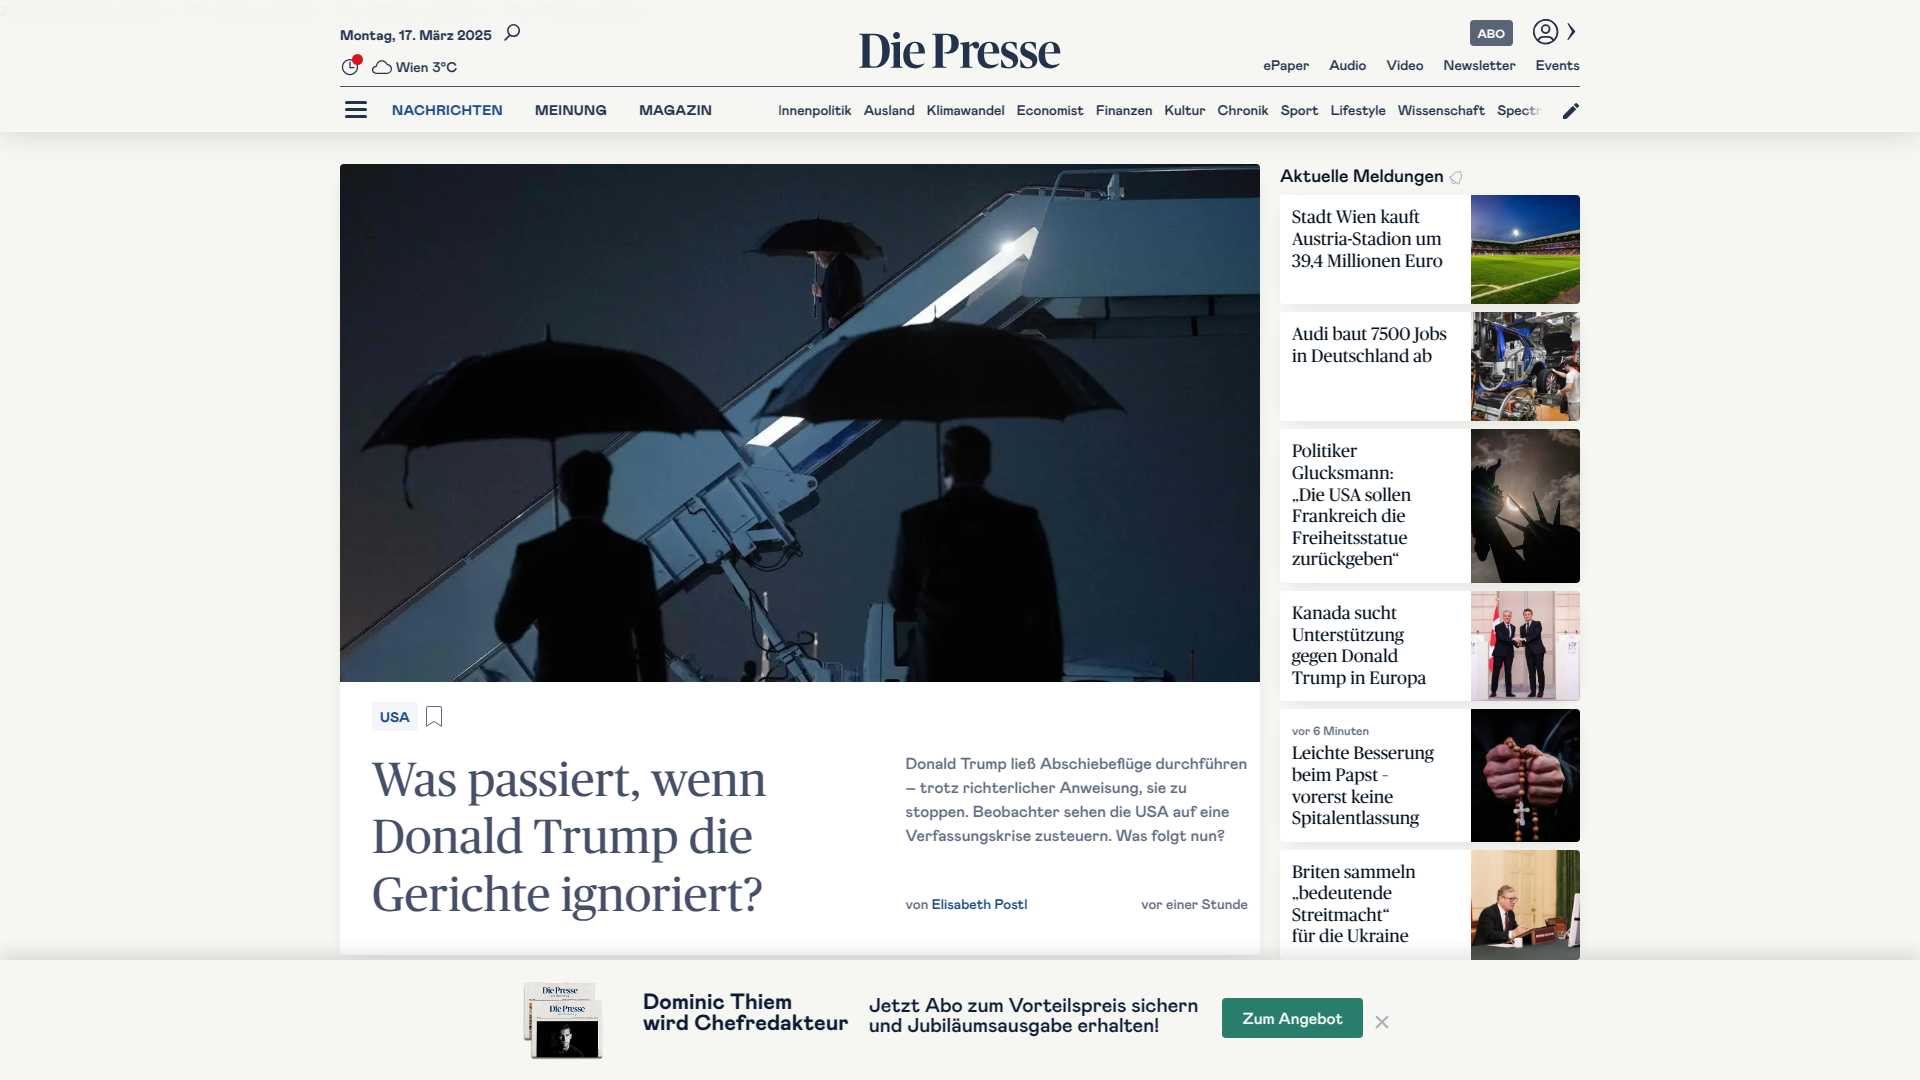 Montag, 17. März 2025
Wien 3°C
Die Presse
ABO
ePaper Audio Video Newsletter Events
NACHRICHTEN MEINUNG MAGAZIN
Innenpolitik Ausland Klimawandel Economist Finanzen Kultur Chronik Sport Lifestyle Wissenschaft Spectr
USA
Was passiert, wenn
Donald Trump die
Gerichte ignoriert?
Donald Trump ließ Abschiebeflüge durchführen
– trotz richterlicher Anweisung, sie zu
stoppen. Beobachter sehen die USA auf eine
Verfassungskrise zusteuern. Was folgt nun?
von Elisabeth Postl
vor einer Stunde
Aktuelle Meldungen
Stadt Wien kauft
Austria-Stadion um
39,4 Millionen Euro
Audi baut 7500 Jobs
in Deutschland ab
Politiker
Glucksmann:
„Die USA sollen
Frankreich die
Freiheitsstatue
zurückgeben“
Kanada sucht
Unterstützung
gegen Donald
Trump in Europa
vor 6 Minuten
Leichte Besserung
beim Papst –
vorerst keine
Spitalentlassung
Briten sammeln
„bedeutende
Streitmacht“
für die Ukraine
Die Presse
Die Presse
Dominic Thiem
wird Chefredakteur
Jetzt Abo zum Vorteilspreis sichern
und Jubiläumsausgabe erhalten!
Zum Angebot